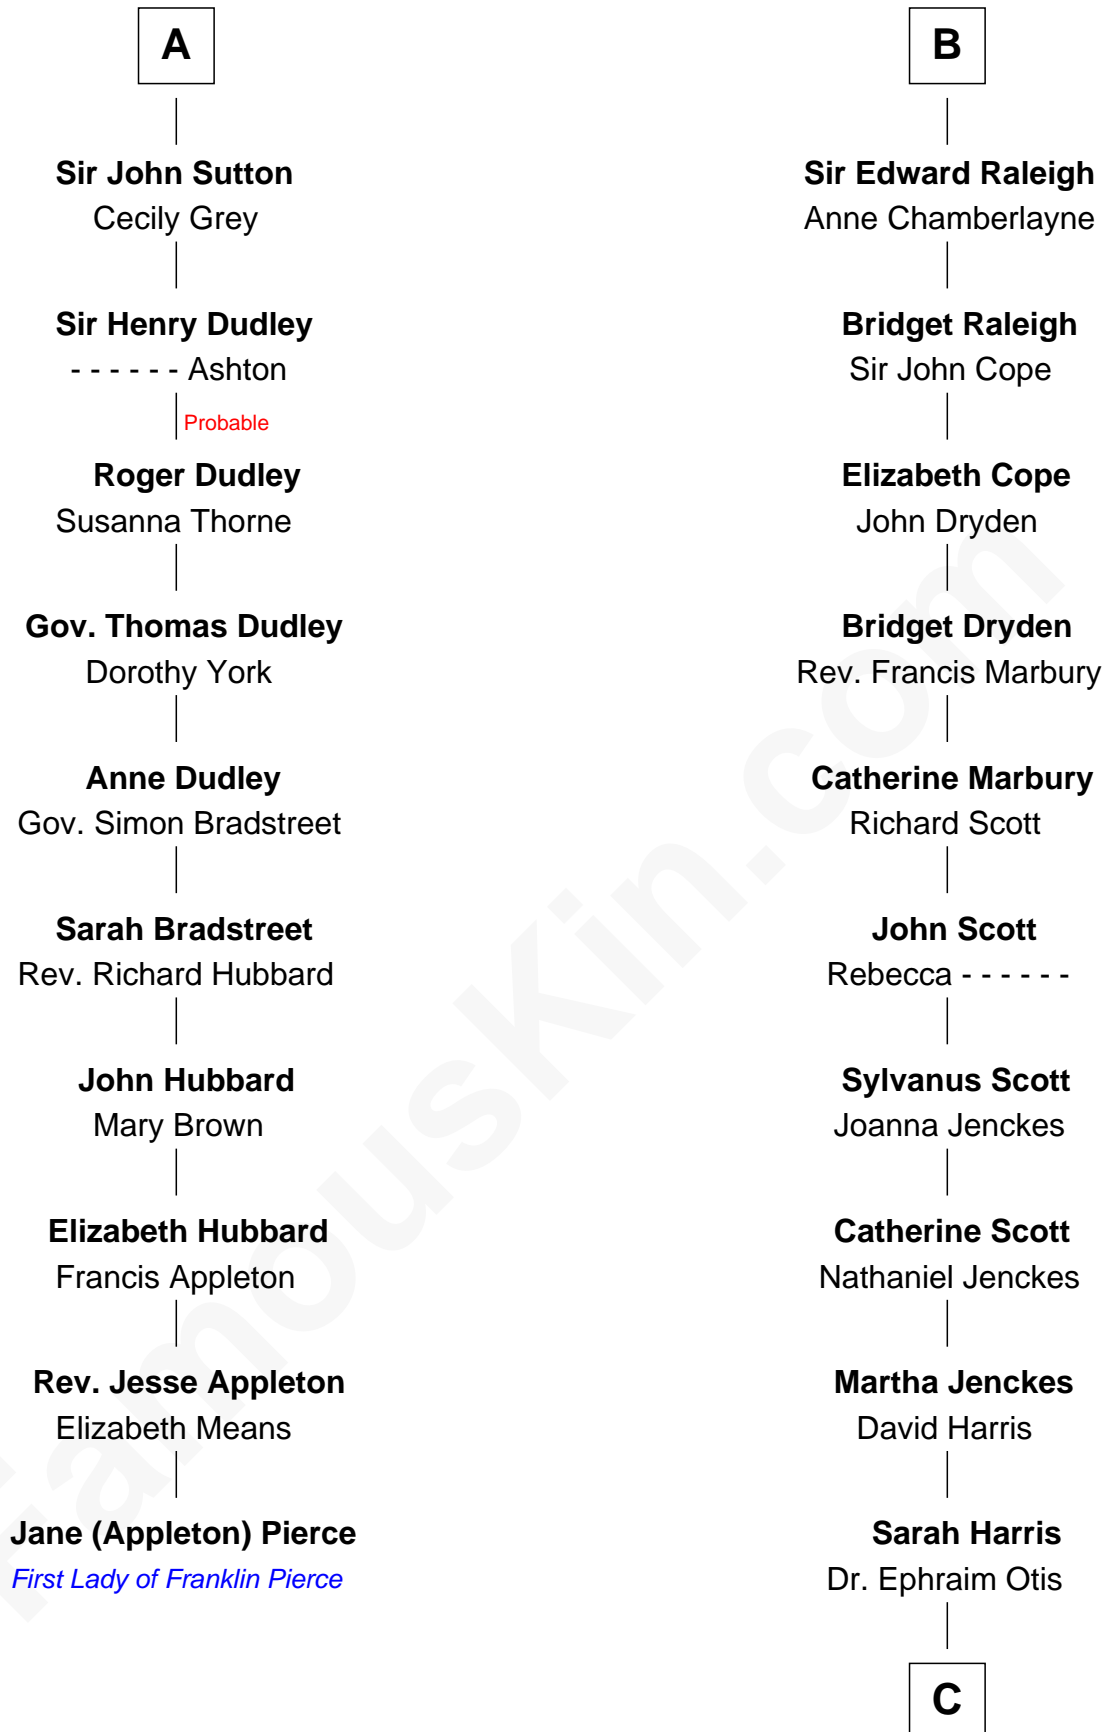 A
Sir John Sutton
Cecily Grey
Sir Henry Dudley
- - - - - - Ashton
Probable
Roger Dudley
Susanna Thorne
Gov. Thomas Dudley
Dorothy York
Anne Dudley
Gov. Simon Bradstreet
Sarah Bradstreet
Rev. Richard Hubbard
John Hubbard
Mary Brown
Elizabeth Hubbard
Francis Appleton
Rev. Jesse Appleton
Elizabeth Means
Jane (Appleton) Pierce
First Lady of Franklin Pierce
B
Sir Edward Raleigh
Anne Chamberlayne
Bridget Raleigh
Sir John Cope
Elizabeth Cope
John Dryden
Bridget Dryden
Rev. Francis Marbury
Catherine Marbury
Richard Scott
John Scott
Rebecca - - - - - -
Sylvanus Scott
Joanna Jenckes
Catherine Scott
Nathaniel Jenckes
Martha Jenckes
David Harris
Sarah Harris
Dr. Ephraim Otis
C
FamousKin.com